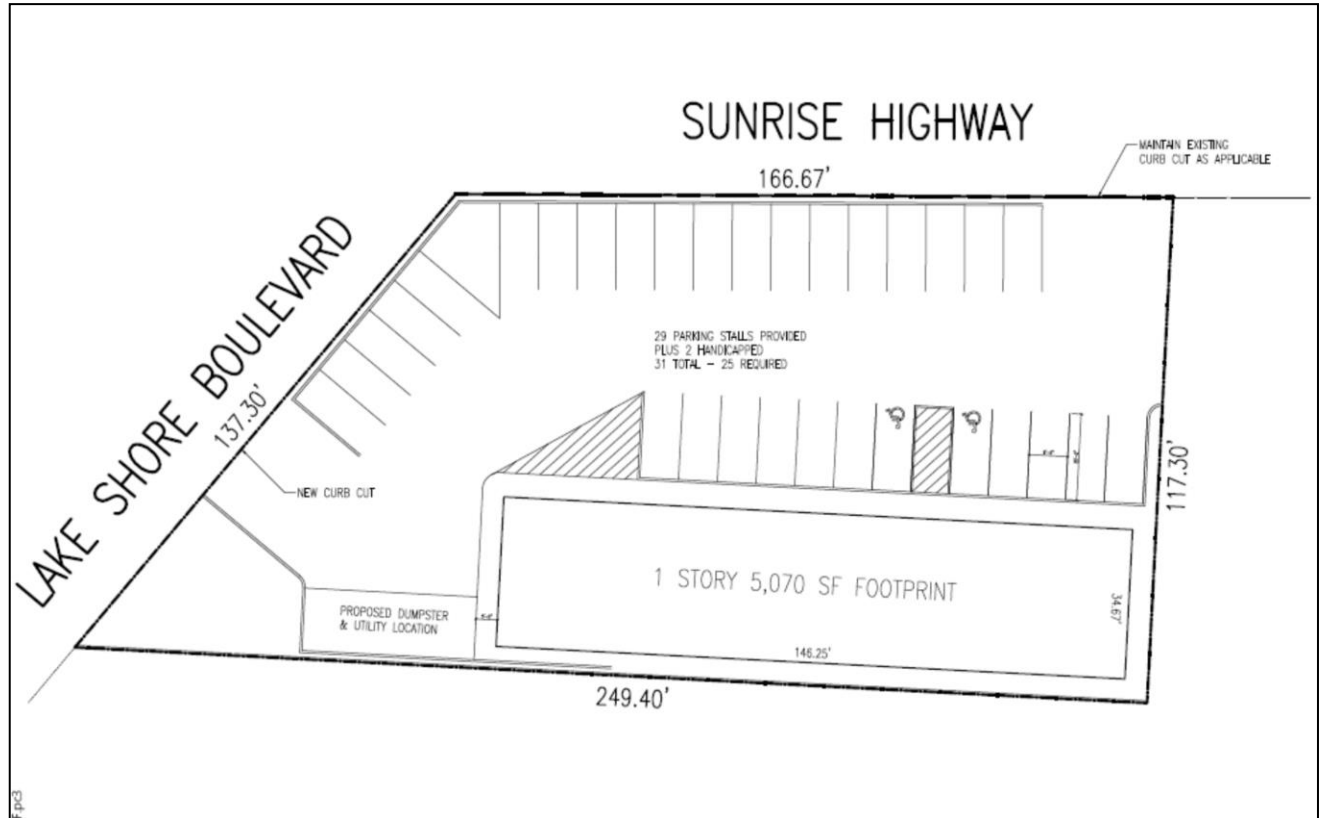 SUNRISE HIGHWAY
MAINTAIN EXISTING
CURB CUT AS APPLICABLE
166.67'
LAKE SHORE BOULEVARD
137.30'
29 PARKING STALLS PROVIDED
PLUS 2 HANDICAPPED
31 TOTAL - 25 REQUIRED
117.30'
NEW CURB CUT
1 STORY 5,070 SF FOOTPRINT
34.67'
PROPOSED DUMPSTER
& UTILITY LOCATION
146.25'
249.40'
F.pc3